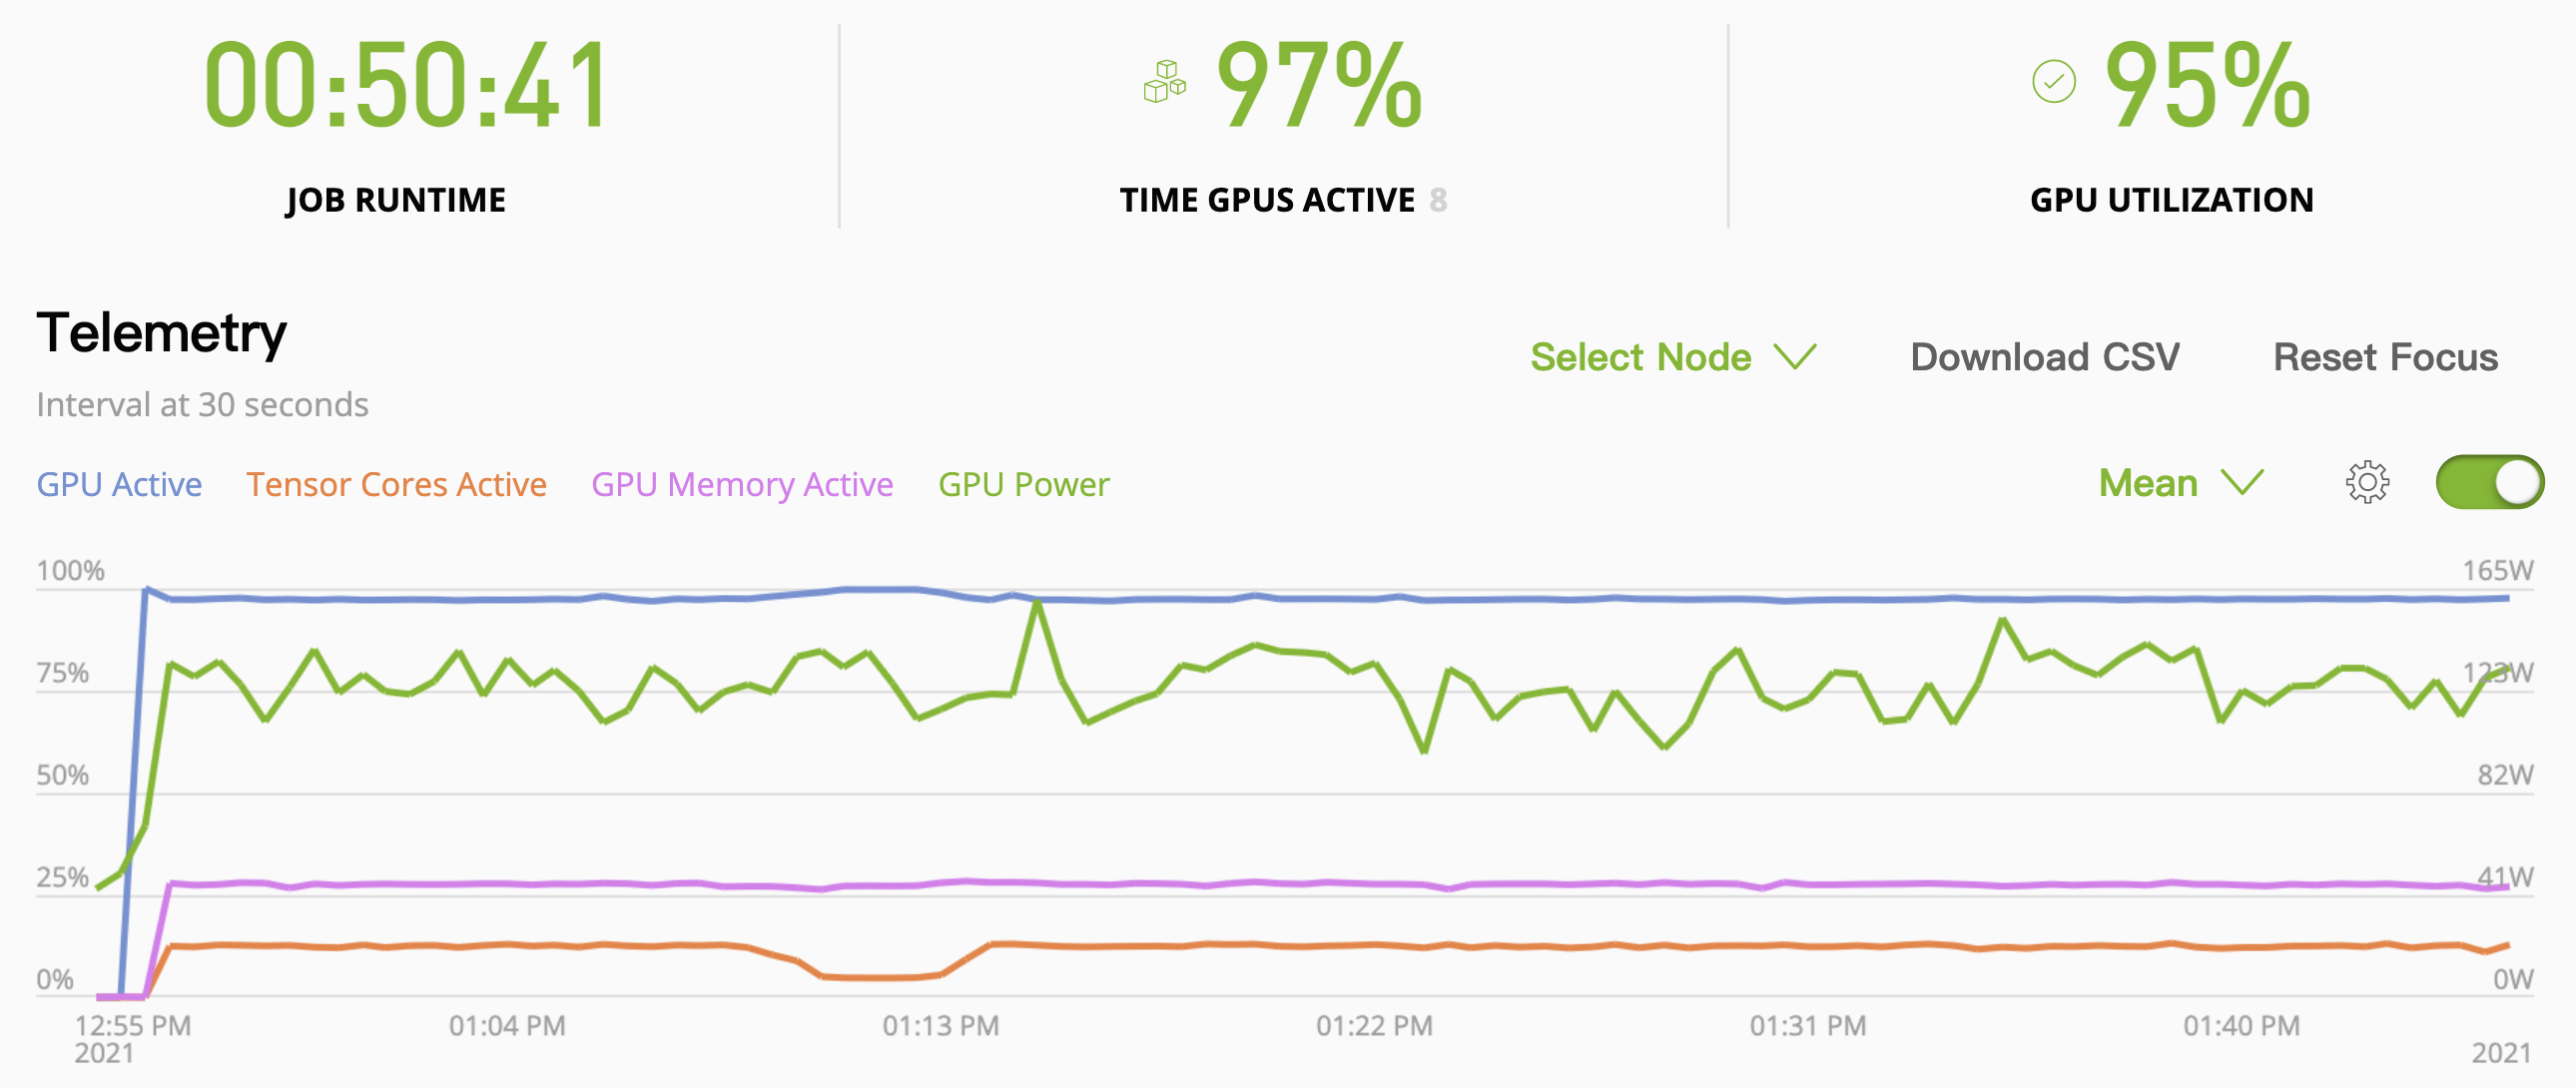 00:50:41
97%
95%
JOB RUNTIME
TIME GPUS ACTIVE 8
GPU UTILIZATION
Telemetry
Select Node
Download CSV
Reset Focus
Interval at 30 seconds
GPU Active
Tensor Cores Active
GPU Memory Active
GPU Power
Mean
100%
165W
75%
123W
50%
82W
25%
41W
0%
0W
12:55 PM
01:04 PM
01:13 PM
01:22 PM
01:31 PM
01:40 PM
2021
2021